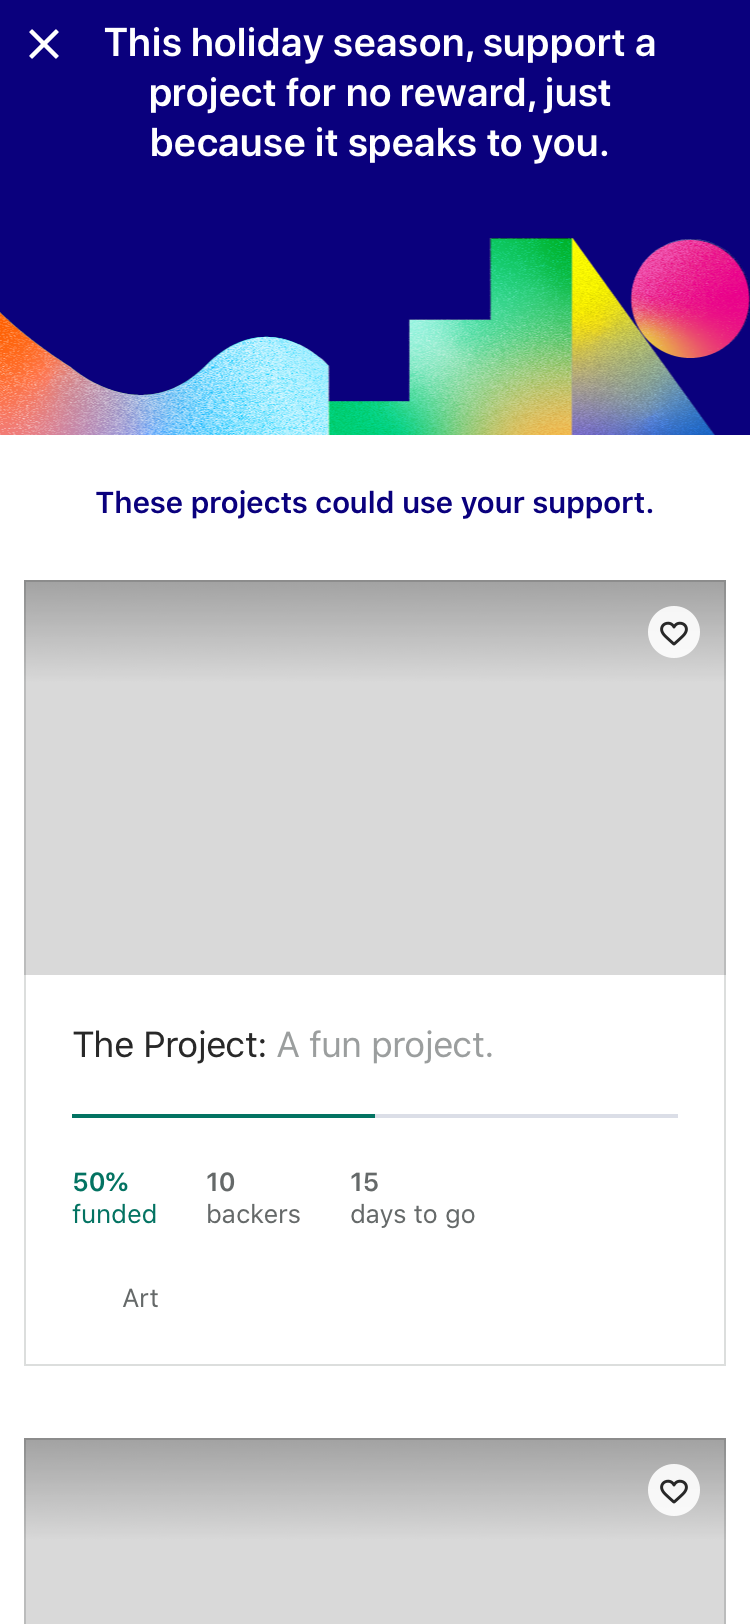 This holiday season, support a
project for no reward, just
because it speaks to you.
These projects could use your support.
The Project: A fun project.
50% 10 15
funded backers days to go
Art